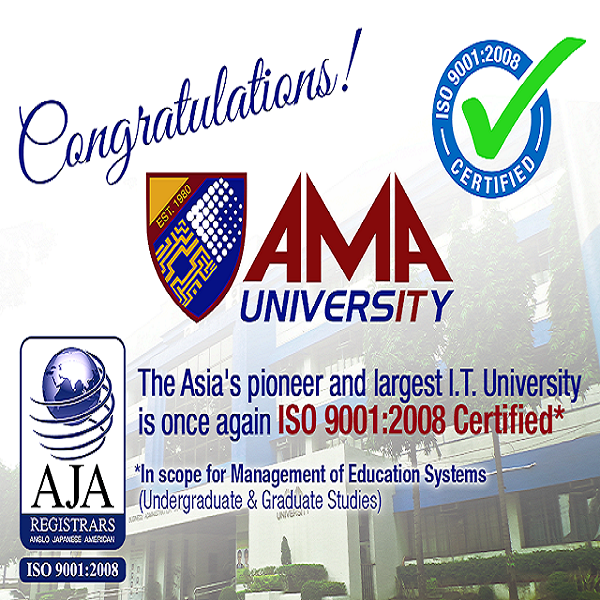 Congratulations!
ISO 9001:2008
CERTIFIED
EST. 1980
AMA
UNIVERSITY
The Asia's pioneer and largest I.T. University
is once again ISO 9001:2008 Certified*
*In scope for Management of Education Systems
(Undergraduate & Graduate Studies)
AJA
REGISTRARS
ANGLO JAPANESE AMERICAN
ISO 9001:2008
UNIVERSITY